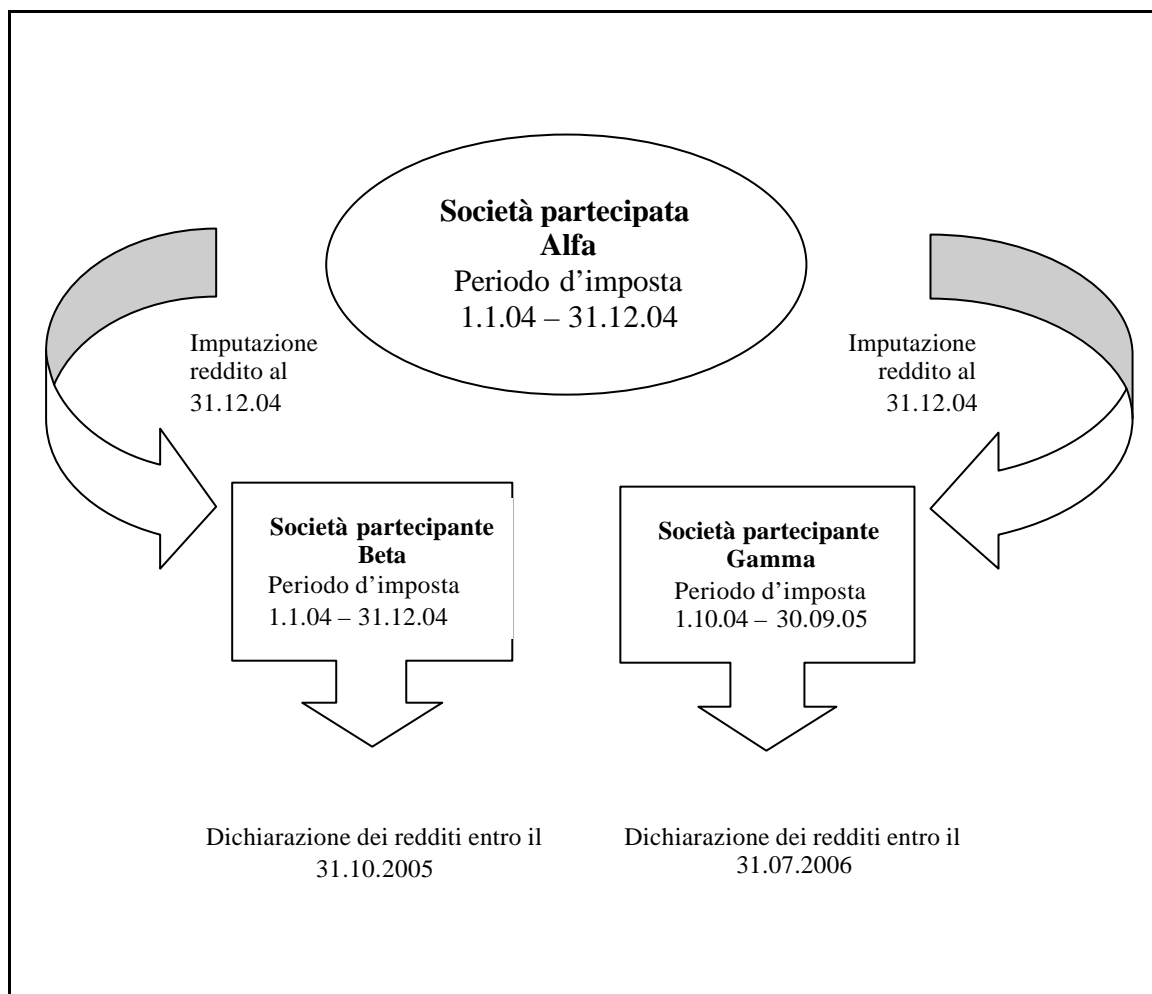 Società partecipata
Alfa
Periodo d’imposta
1.1.04 – 31.12.04
Imputazione
reddito al
31.12.04
Imputazione
reddito al
31.12.04
Società partecipante
Beta
Periodo d’imposta
1.1.04 – 31.12.04
Società partecipante
Gamma
Periodo d’imposta
1.10.04 – 30.09.05
Dichiarazione dei redditi entro il
31.10.2005
Dichiarazione dei redditi entro il
31.07.2006